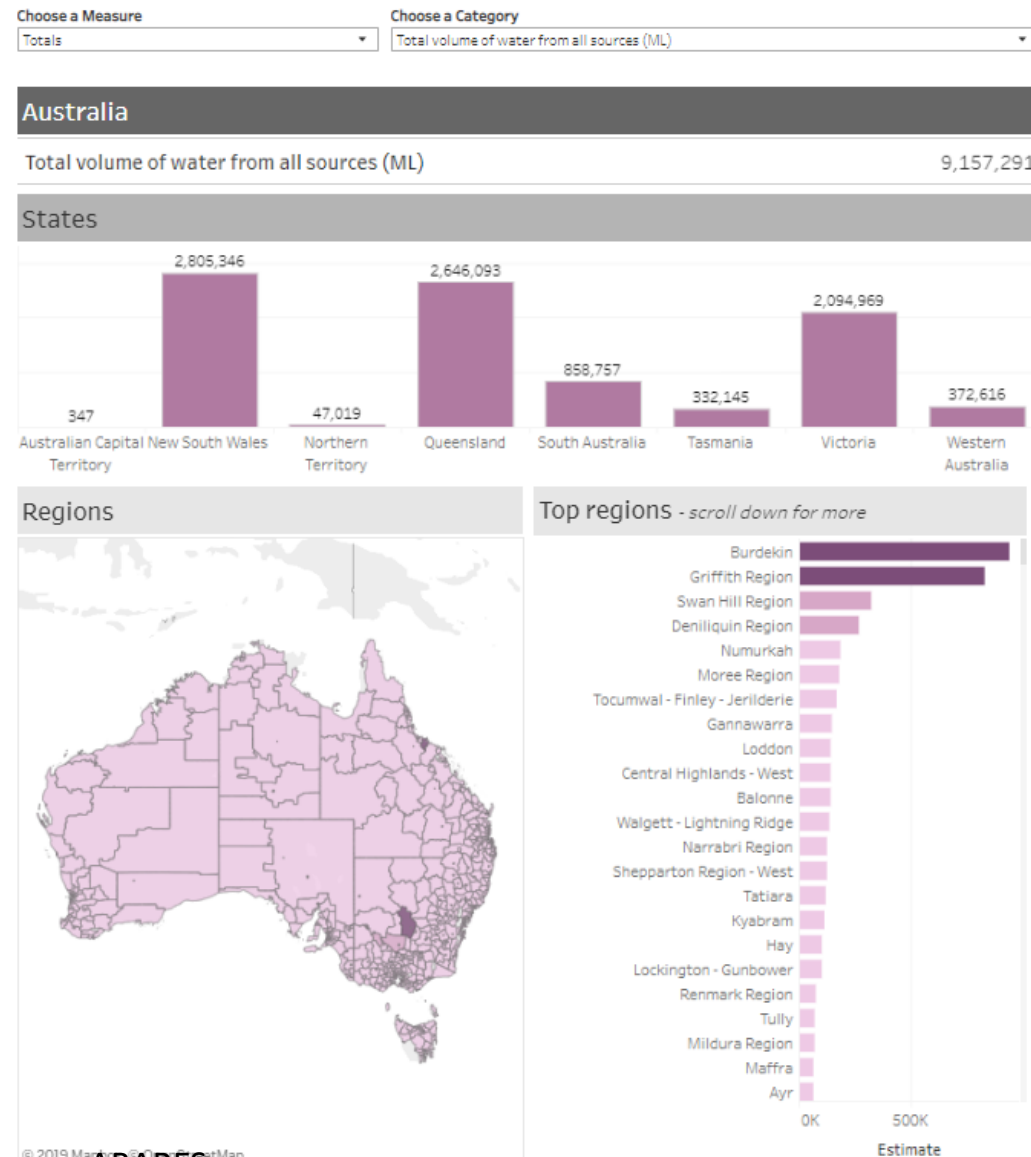 Choose a Measure
Choose a Category
Totals
Total volume of water from all sources (ML)
Australia
Total volume of water from all sources (ML) 9,157,291
States
2,805,346
2,646,093
2,094,969
858,757
332,145
372,616
347
47,019
Australian Capital Territory
New South Wales
Northern Territory
Queensland
South Australia
Tasmania
Victoria
Western Australia
Regions
Top regions - scroll down for more
Burdekin
Griffith Region
Swan Hill Region
Deniliquin Region
Numurkah
Moree Region
Tocumwal - Finley - Jerilderie
Gannawarra
Loddon
Central Highlands - West
Balonne
Walgett - Lightning Ridge
Narrabri Region
Shepparton Region - West
Tatiara
Kyabram
Hay
Lockington - Gunbower
Renmark Region
Tully
Mildura Region
Maffra
Ayr
0K 500K
Estimate
© 2019